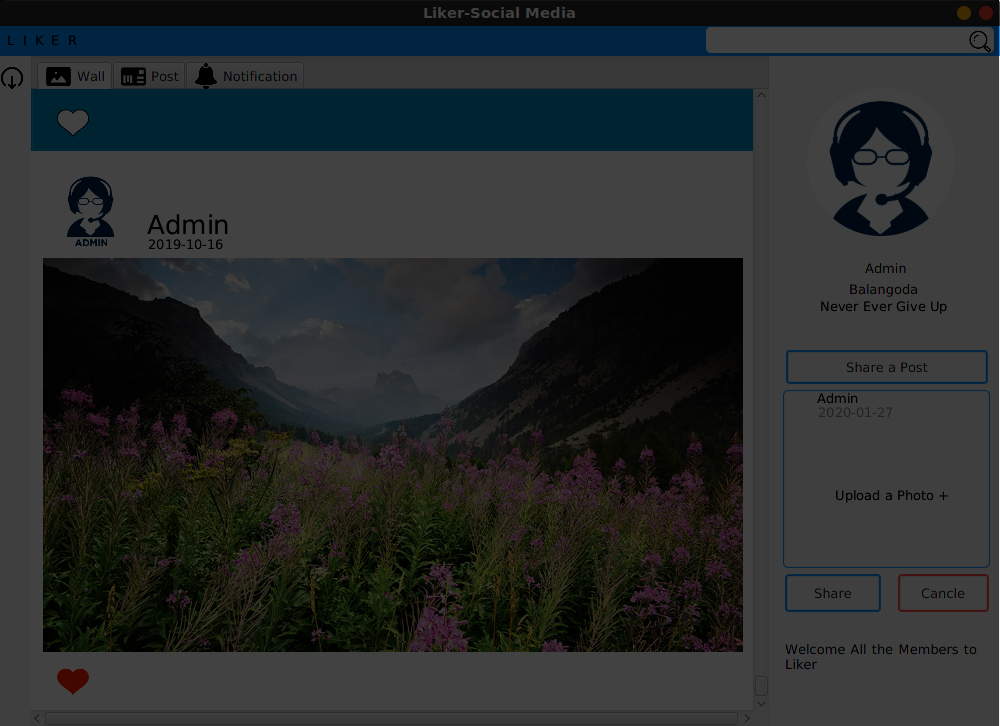 Liker-Social Media
L I K E R
Wall
Post
Notification
ADMIN
Admin
2019-10-16
Admin
Balangoda
Never Ever Give Up
Share a Post
Admin
2020-01-27
Upload a Photo +
Share
Cancle
Welcome All the Members to
Liker